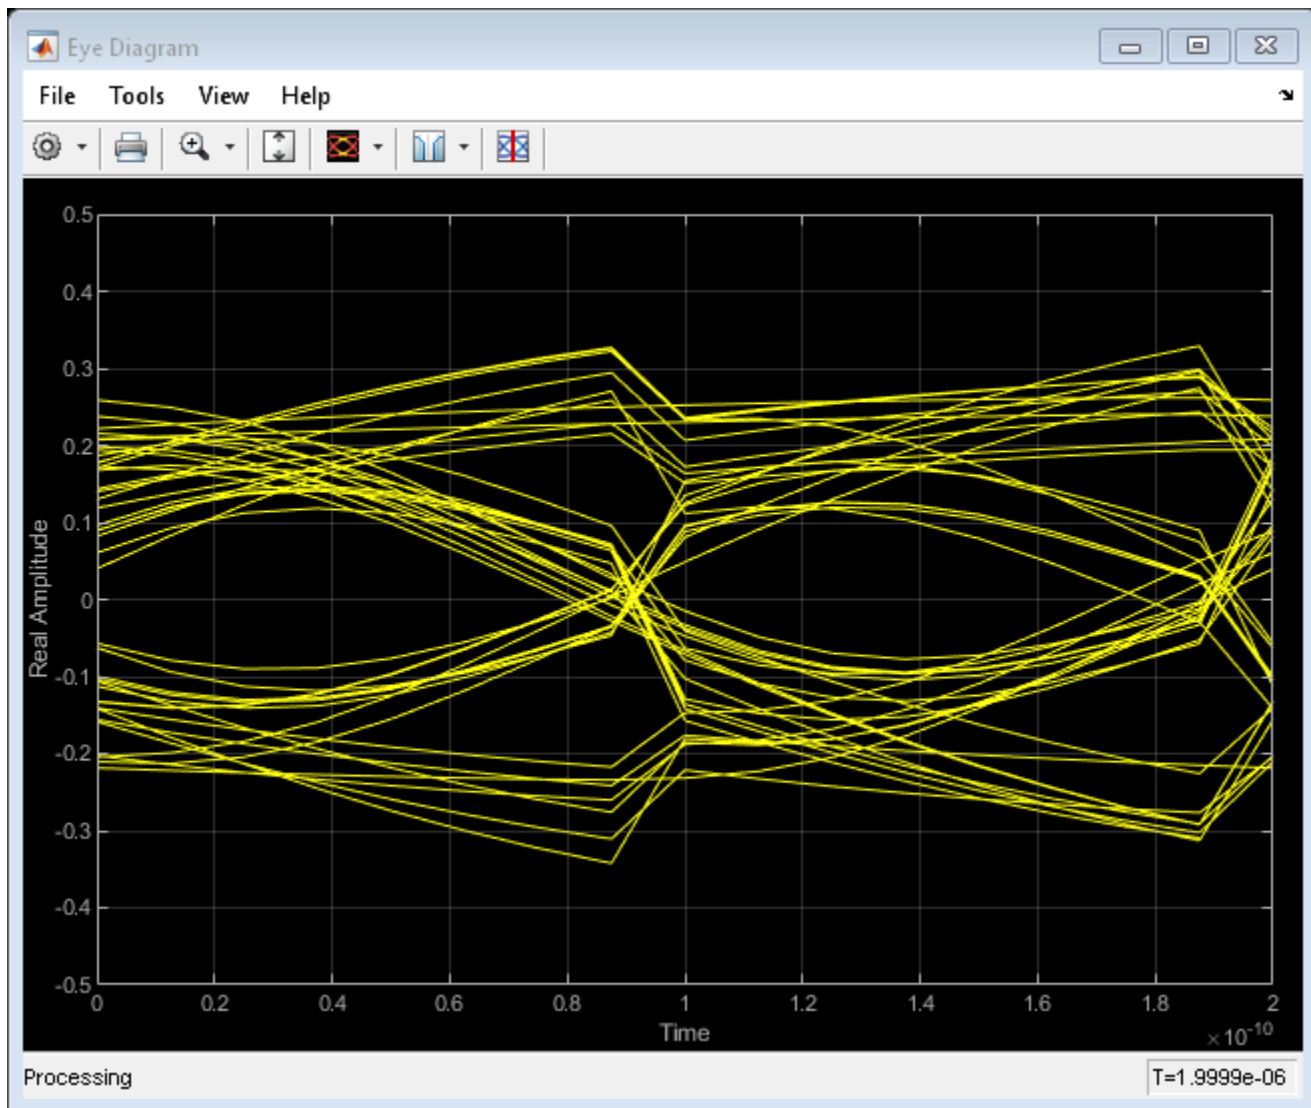 Eye Diagram
File Tools View Help
0.5
0.4
0.3
0.2
0.1
0
-0.1
-0.2
-0.3
-0.4
-0.5
Real Amplitude
0 0.2 0.4 0.6 0.8 1 1.2 1.4 1.6 1.8 2
Time
×10^-10
Processing T=1.9999e-06